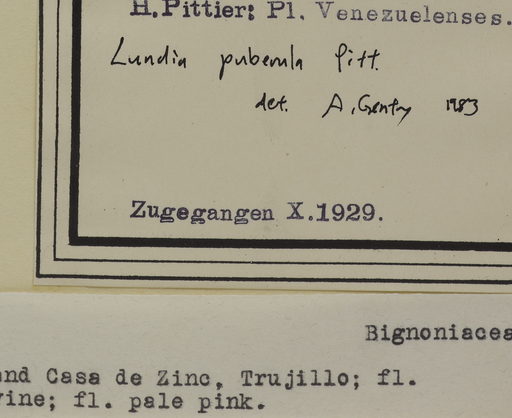 H.Pittier: Pl. Venezuelenses.
Lundia puberula Pitt.
det. A. Gentry 1983
Zugegangen X.1929.
Bignoniacea
and Casa de Zinc, Trujillo; fl.
vine; fl. pale pink.